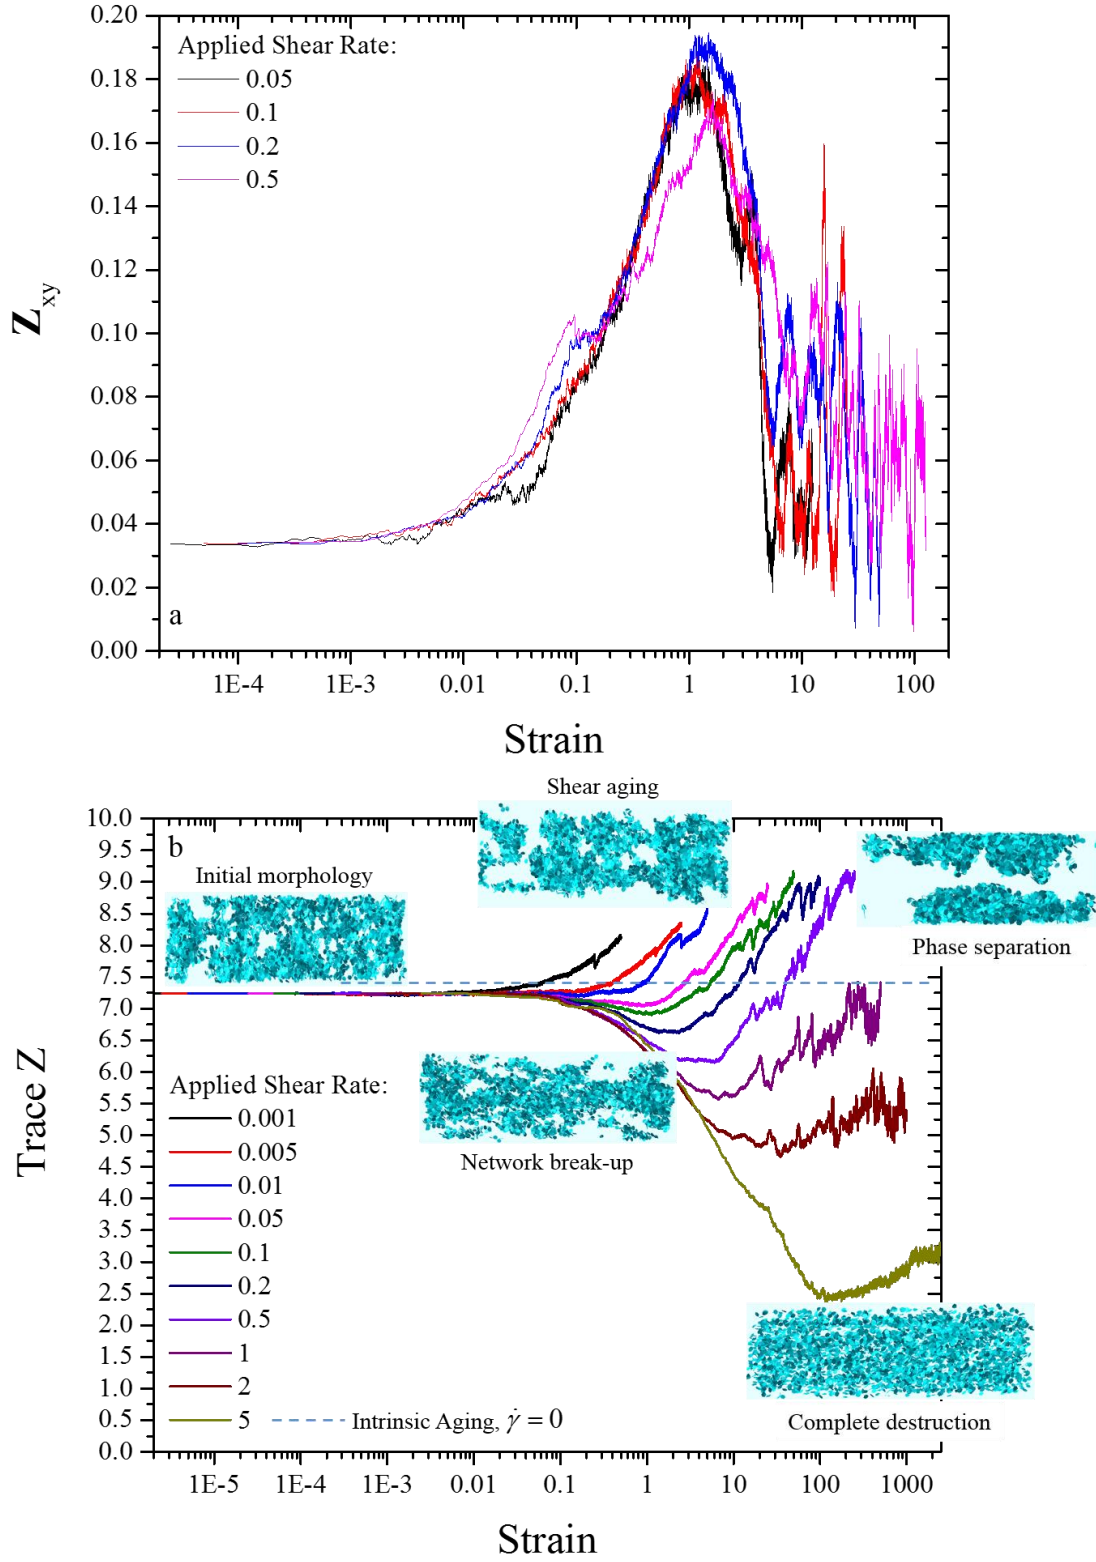 0.20
Applied Shear Rate:
0.18
0.05
0.1
0.16
0.2
0.5
0.14
0.12
Zxy
0.10
0.08
0.06
0.04
0.02
a
0.00
1E-4 1E-3 0.01 0.1 1 10 100
Strain
Shear aging
10.0
b
9.5
Initial morphology
9.0
8.5
Phase separation
8.0
7.5
7.0
6.5
6.0
Applied Shear Rate:
5.5
0.001
Network break-up
5.0
0.005
4.5
0.01
4.0
0.05
3.5
0.1
3.0
0.2
2.5
0.5
2.0
1
1.5
2
1.0
5
Intrinsic Aging, γ̇ = 0
Complete destruction
0.5
0.0
Trace Z
1E-5 1E-4 1E-3 0.01 0.1 1 10 100 1000
Strain